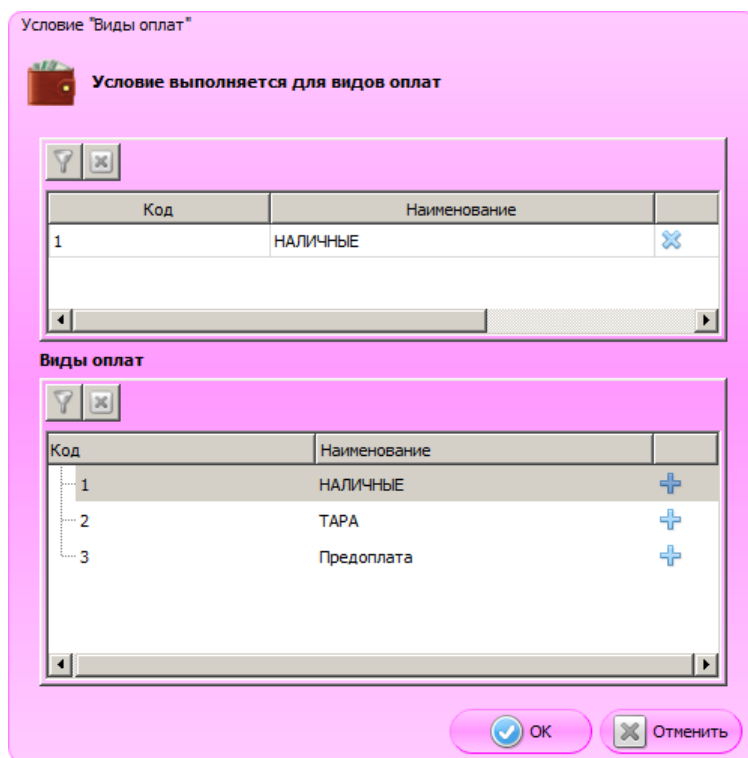 Условие "Виды оплат"
Условие выполняется для видов оплат
Код Наименование
1 НАЛИЧНЫЕ
Виды оплат
Код Наименование
1 НАЛИЧНЫЕ
2 ТАРА
3 Предоплата
OK Отменить